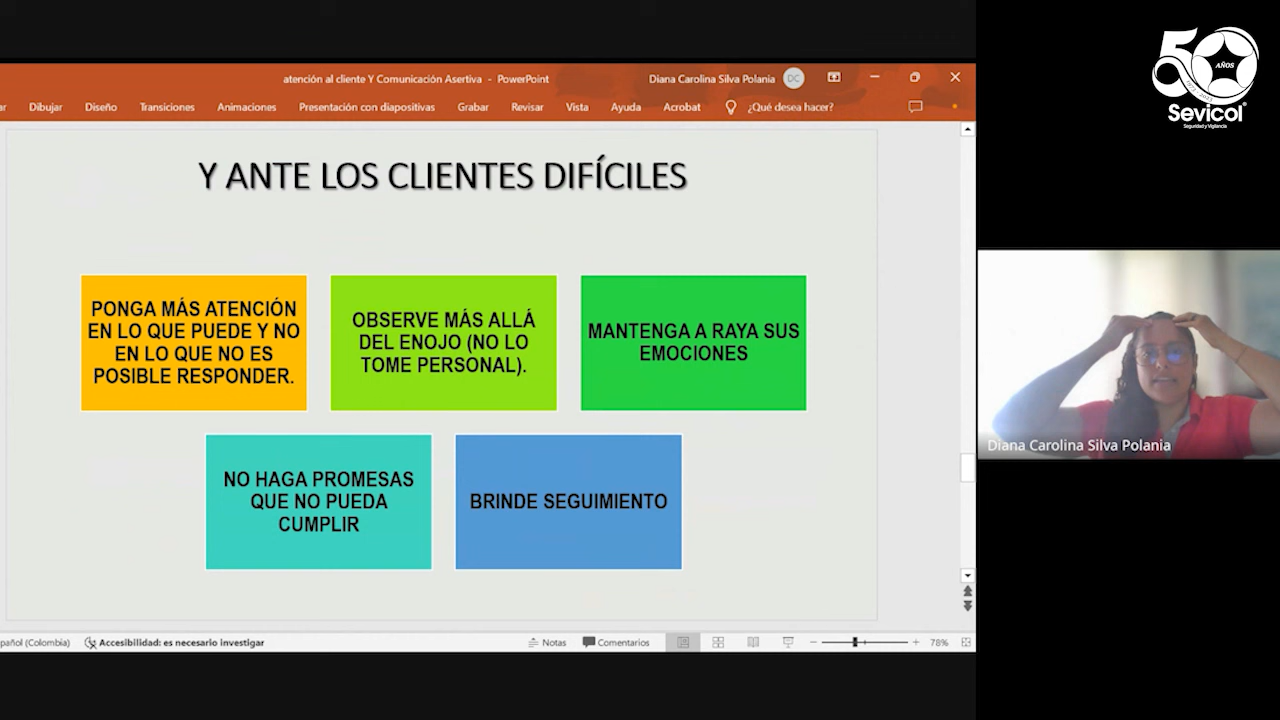 50
AÑOS
Sevicol
Seguridad y Vigilancia
atención al cliente Y Comunicación Asertiva - PowerPoint
Diana Carolina Silva Polania
DC
ar Dibujar Diseño Transiciones Animaciones Presentación con diapositivas Grabar Revisar Vista Ayuda Acrobat ¿Qué desea hacer?
Y ANTE LOS CLIENTES DIFÍCILES
PONGA MÁS ATENCIÓN
EN LO QUE PUEDE Y NO
EN LO QUE NO ES
POSIBLE RESPONDER.
OBSERVE MÁS ALLÁ
DEL ENOJO (NO LO
TOME PERSONAL).
MANTENGA A RAYA SUS
EMOCIONES
NO HAGA PROMESAS
QUE NO PUEDA
CUMPLIR
BRINDE SEGUIMIENTO
Diana Carolina Silva Polania
pañol (Colombia) Accesibilidad: es necesario investigar Notas Comentarios 78%